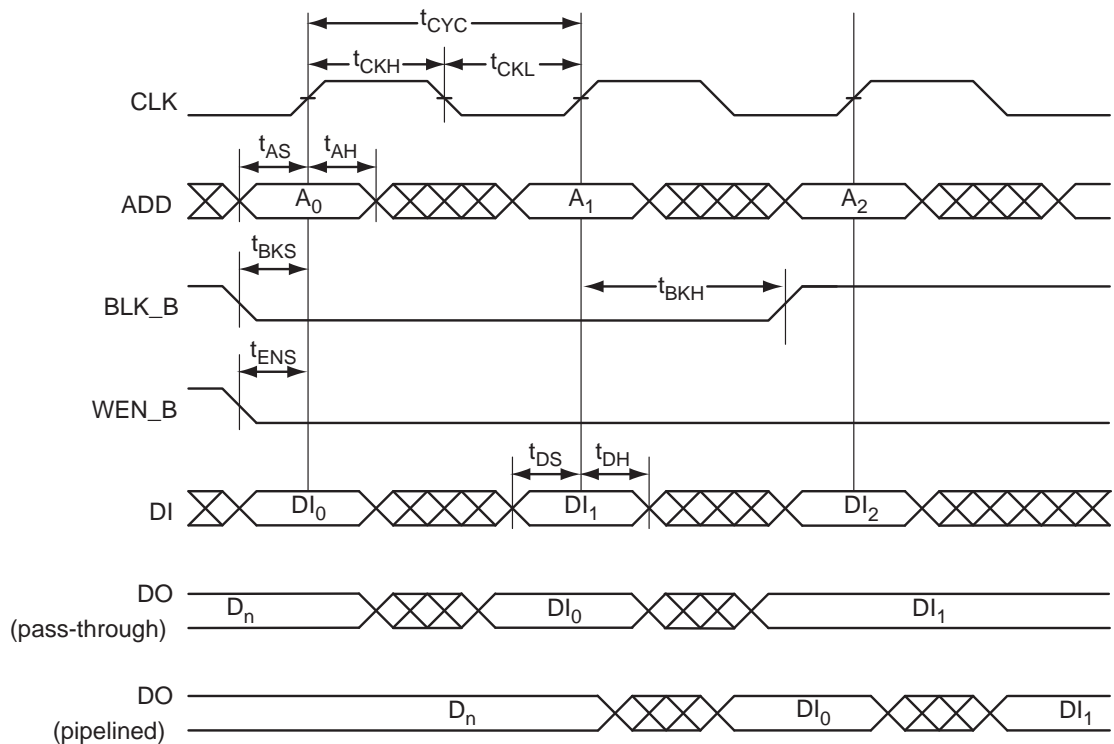 tCYC
tCKH tCKL
CLK
tAS tAH
ADD A0 A1 A2
tBKS
tBKH
BLK_B
tENS
WEN_B
tDS tDH
DI DI0 DI1 DI2
DO
(pass-through)
Dn DI0 DI1
DO
(pipelined)
Dn DI0 DI1